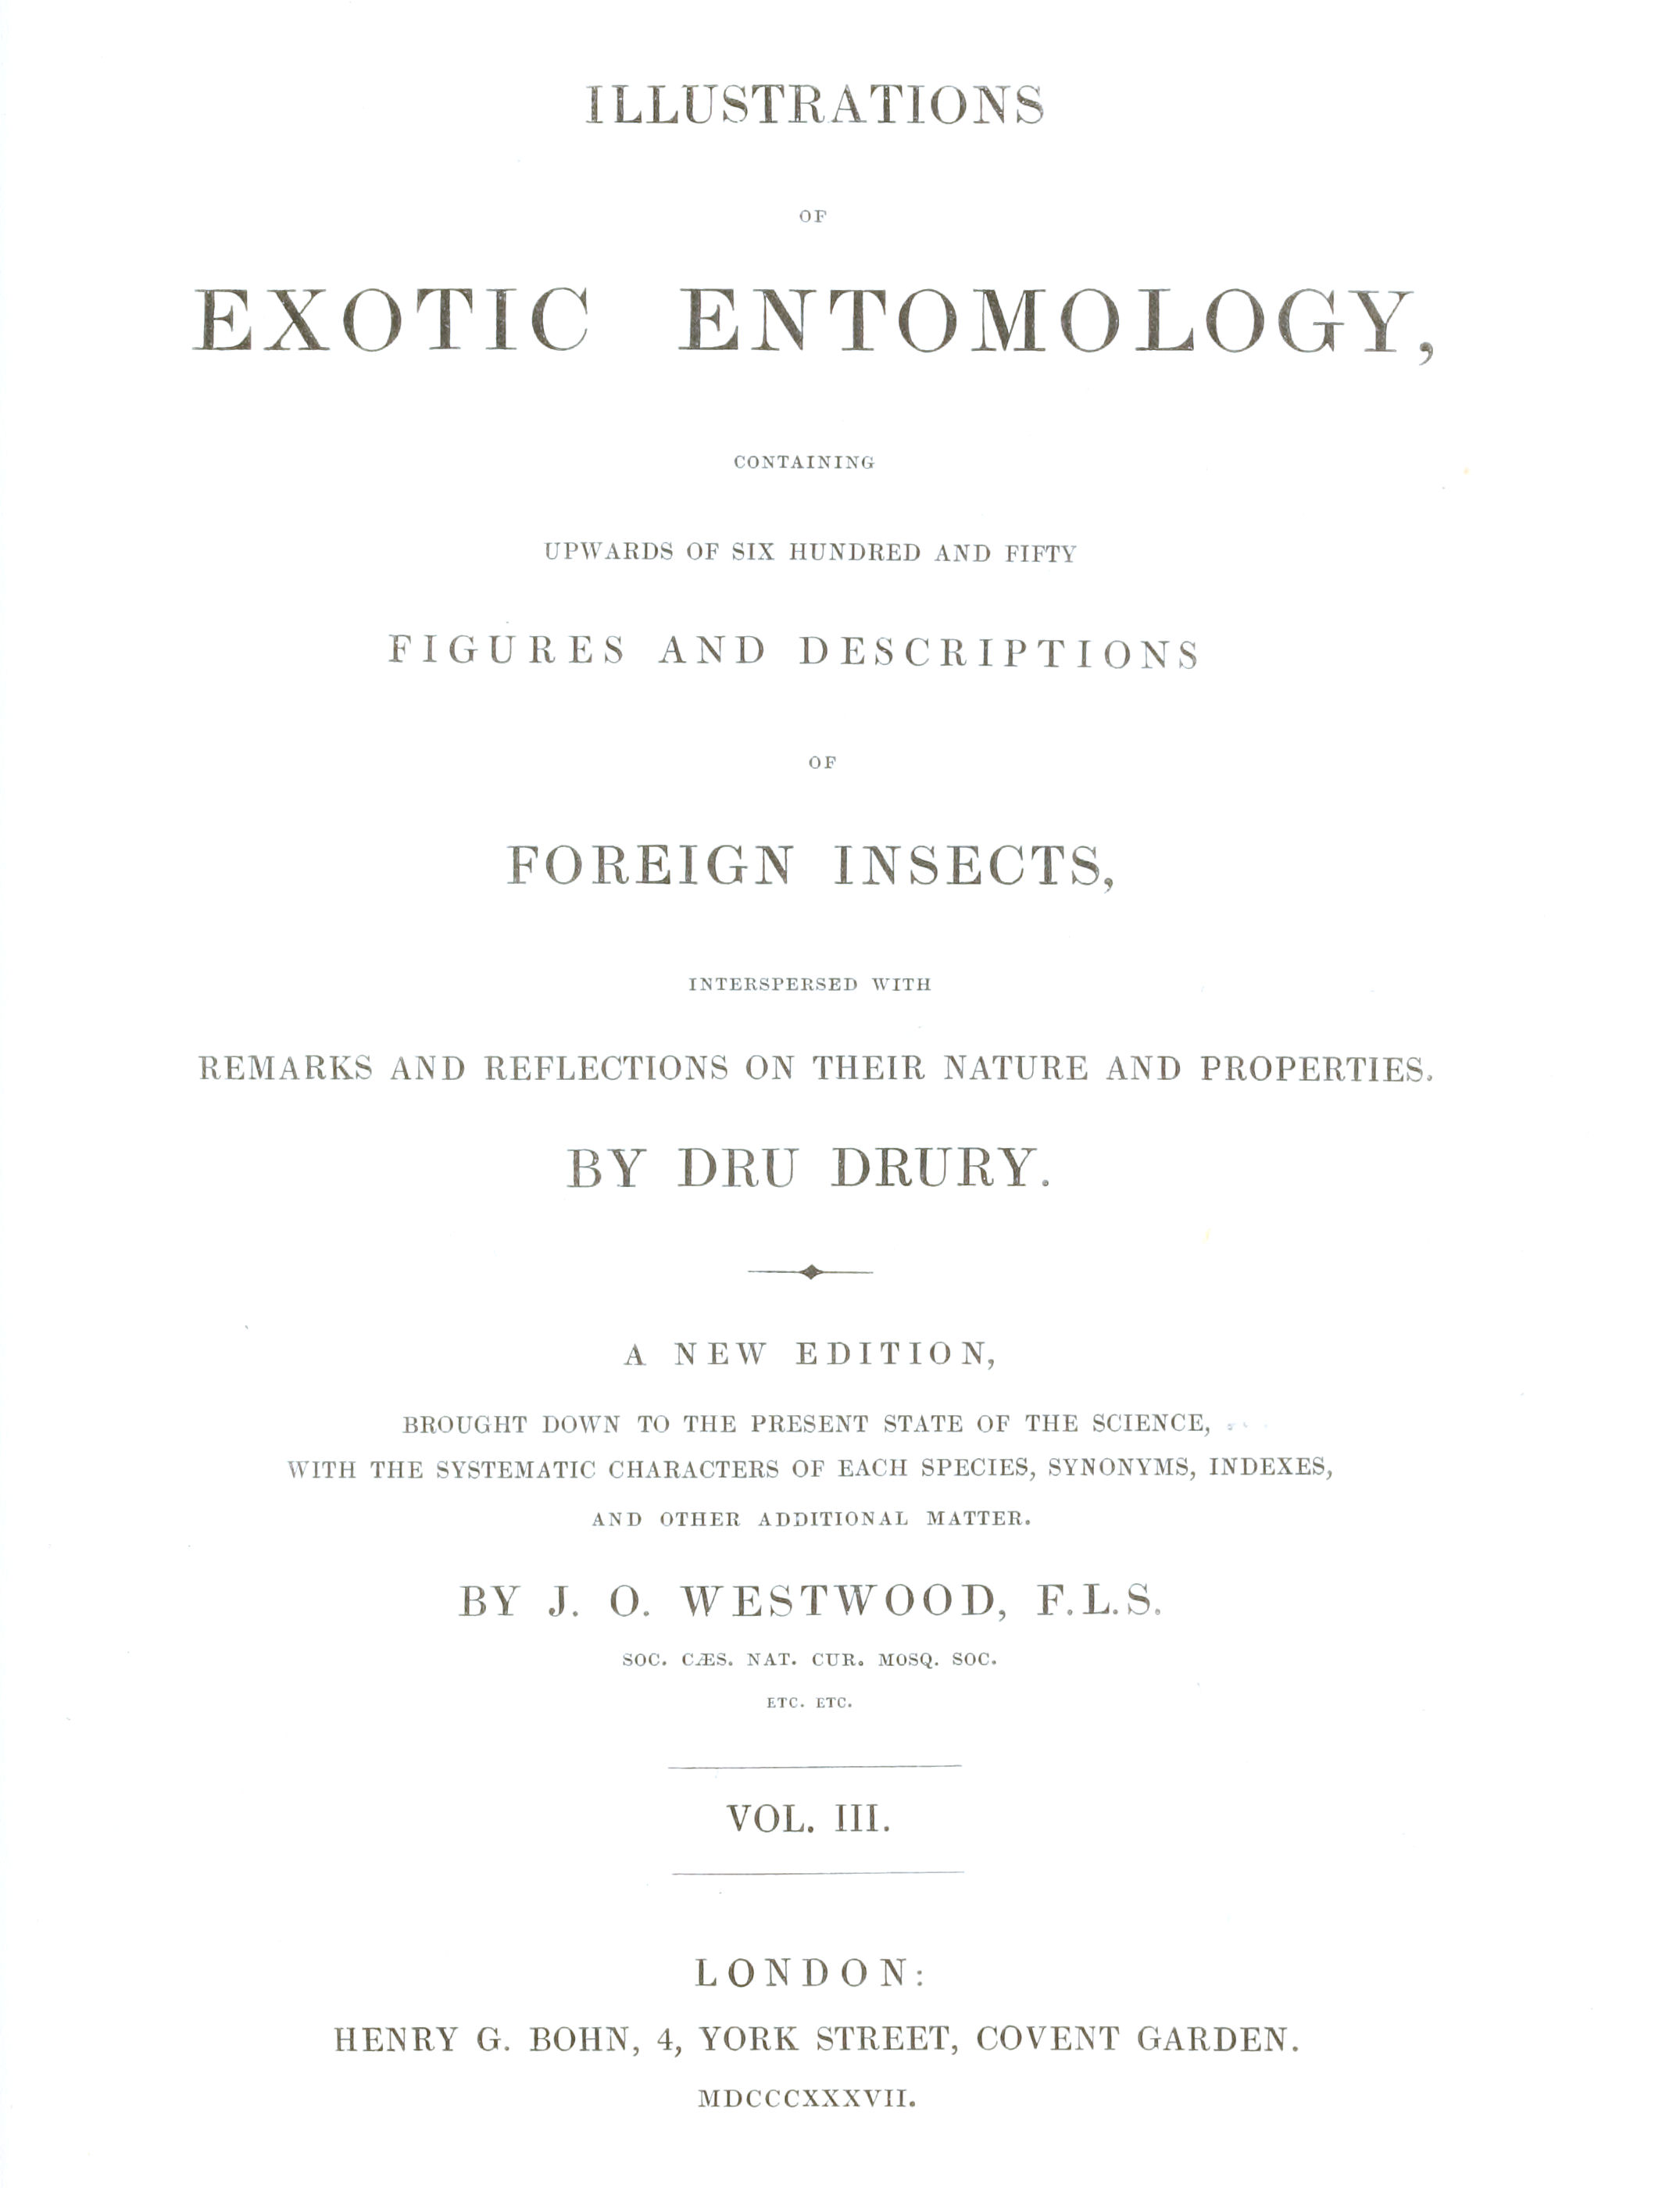 ILLUSTRATIONS
OF
EXOTIC ENTOMOLOGY,
CONTAINING
UPWARDS OF SIX HUNDRED AND FIFTY
FIGURES AND DESCRIPTIONS
OF
FOREIGN INSECTS,
INTERSPERSED WITH
REMARKS AND REFLECTIONS ON THEIR NATURE AND PROPERTIES.
BY DRU DRURY.
A NEW EDITION,
BROUGHT DOWN TO THE PRESENT STATE OF THE SCIENCE,
WITH THE SYSTEMATIC CHARACTERS OF EACH SPECIES, SYNONYMS, INDEXES,
AND OTHER ADDITIONAL MATTER.
BY J. O. WESTWOOD, F.L.S.
SOC. CÆS. NAT. CUR. MOSQ. SOC.
ETC. ETC.
VOL. III.
LONDON:
HENRY G. BOHN, 4, YORK STREET, COVENT GARDEN.
MDCCCXXXVII.